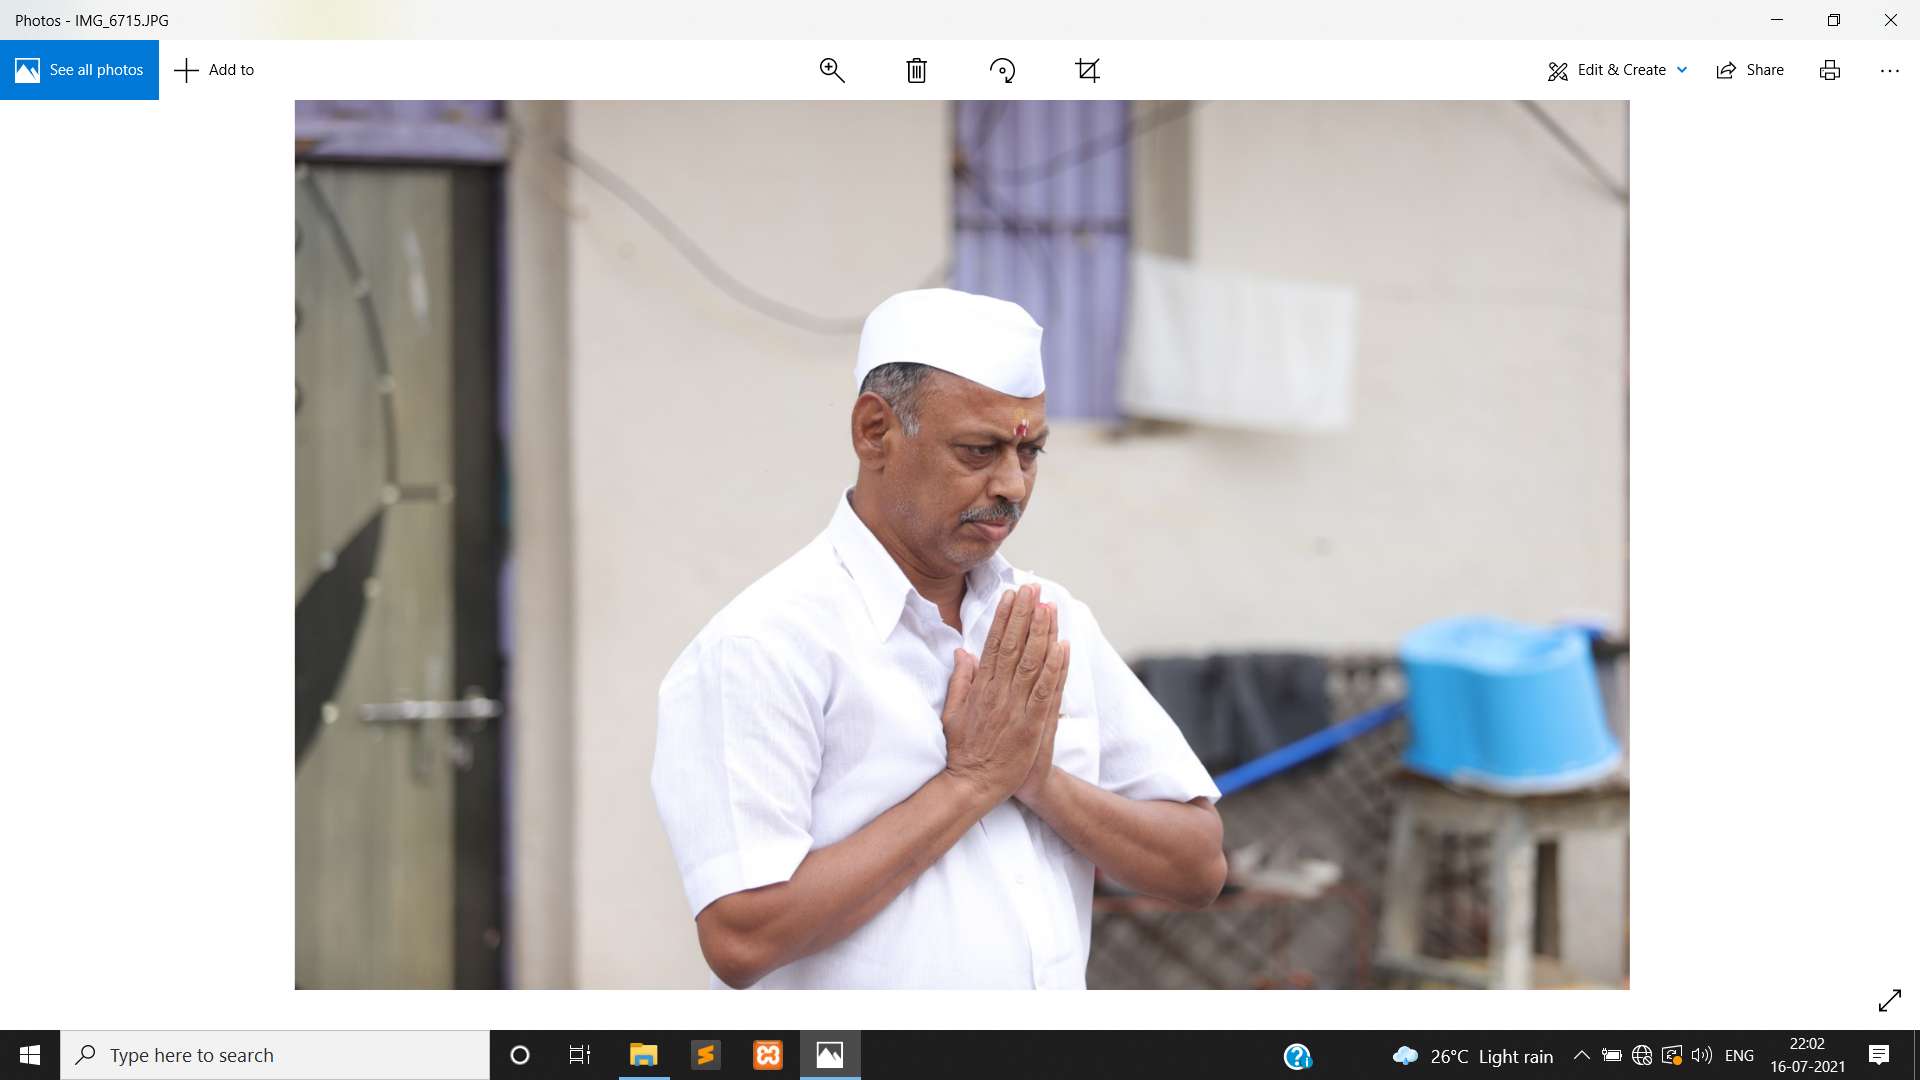 Photos - IMG_6715.JPG
See all photos
Add to
Edit & Create
Share
Type here to search
26°C Light rain
ENG
22:02
16-07-2021